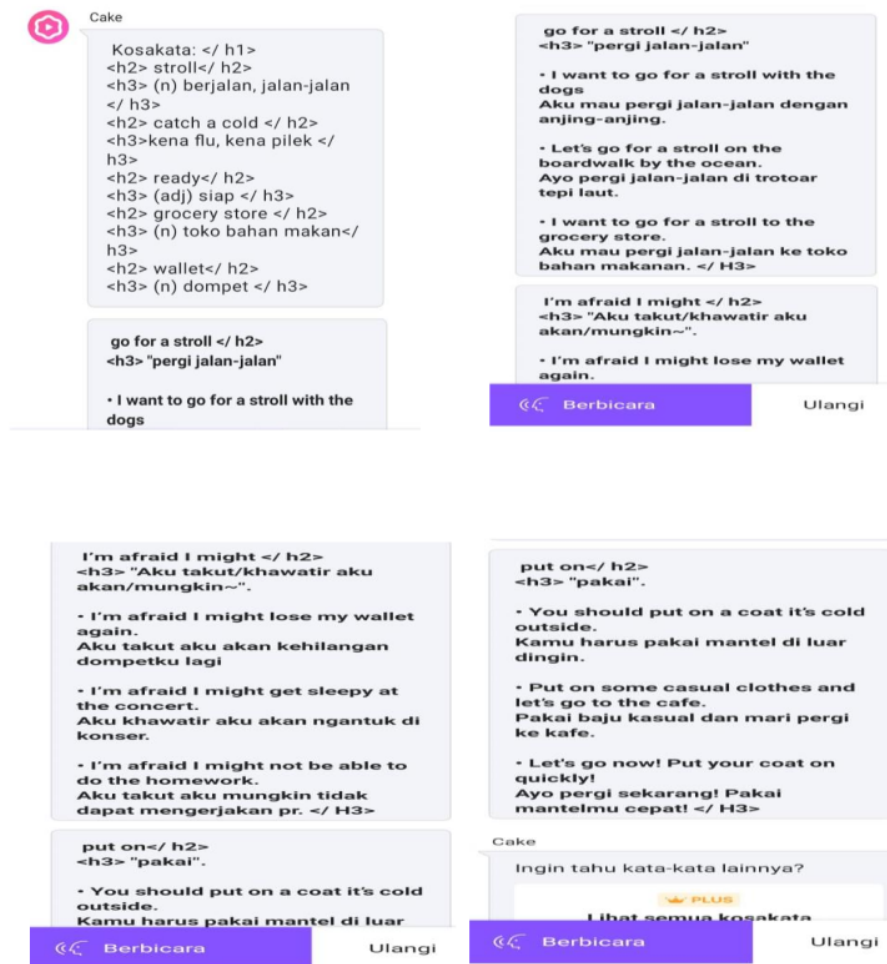 Cake
Kosakata: </ h1>
<h2> stroll</ h2>
<h3> (n) berjalan, jalan-jalan
</ h3>
<h2> catch a cold </ h2>
<h3>kena flu, kena pilek </
h3>
<h2> ready</ h2>
<h3> (adj) siap </ h3>
<h2> grocery store </ h2>
<h3> (n) toko bahan makan</
h3>
<h2> wallet</ h2>
<h3> (n) dompet </ h3>
go for a stroll </ h2>
<h3> "pergi jalan-jalan"
• I want to go for a stroll with the
dogs
go for a stroll </ h2>
<h3> "pergi jalan-jalan"
• I want to go for a stroll with the
dogs
Aku mau pergi jalan-jalan dengan
anjing-anjing.
• Let's go for a stroll on the
boardwalk by the ocean.
Ayo pergi jalan-jalan di trotoar
tepi laut.
• I want to go for a stroll to the
grocery store.
Aku mau pergi jalan-jalan ke toko
bahan makanan. </ H3>
I'm afraid I might </ h2>
<h3> "Aku takut/khawatir aku
akan/mungkin~".
• I'm afraid I might lose my wallet
again.
Berbicara
Ulangi
I'm afraid I might </ h2>
<h3> "Aku takut/khawatir aku
akan/mungkin~".
• I'm afraid I might lose my wallet
again.
Aku takut aku akan kehilangan
dompetku lagi
• I'm afraid I might get sleepy at
the concert.
Aku khawatir aku akan ngantuk di
konser.
• I'm afraid I might not be able to
do the homework.
Aku takut aku mungkin tidak
dapat mengerjakan pr. </ H3>
put on</ h2>
<h3> "pakai".
• You should put on a coat it's cold
outside.
Kamu harus pakai mantel di luar
Berbicara
Ulangi
put on</ h2>
<h3> "pakai".
• You should put on a coat it's cold
outside.
Kamu harus pakai mantel di luar
dingin.
• Put on some casual clothes and
let's go to the cafe.
Pakai baju kasual dan mari pergi
ke kafe.
• Let's go now! Put your coat on
quickly!
Ayo pergi sekarang! Pakai
mantelmu cepat! </ H3>
Cake
Ingin tahu kata-kata lainnya?
PLUS
Lihat semua kosakata
Berbicara
Ulangi